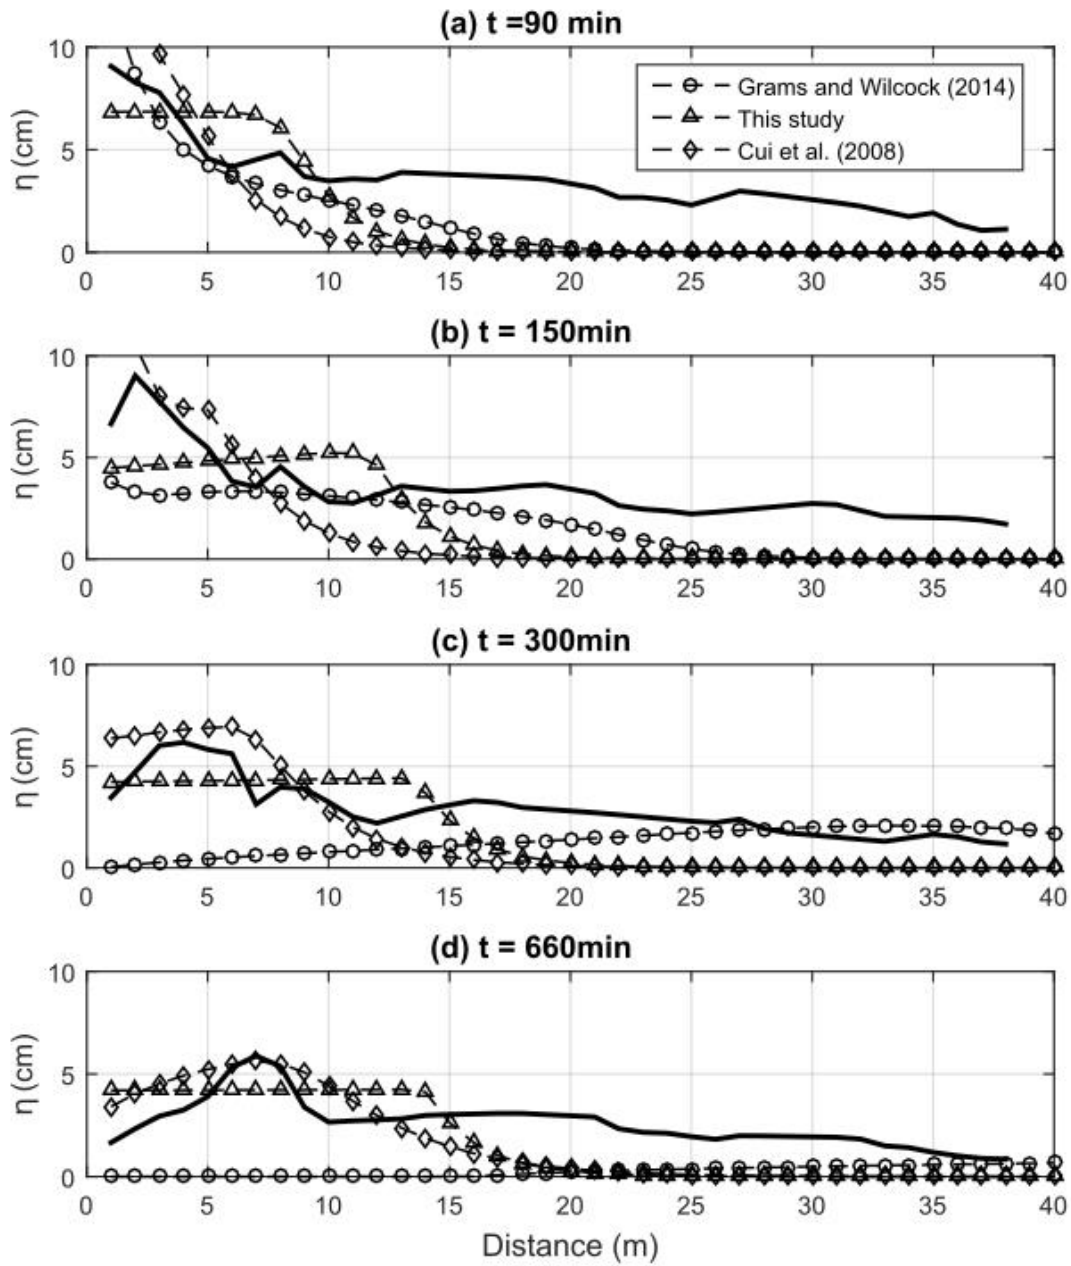 (a) t =90 min
10
5
0
η (cm)
Grams and Wilcock (2014)
This study
Cui et al. (2008)
0 5 10 15 20 25 30 35 40
(b) t = 150min
10
5
0
η (cm)
0 5 10 15 20 25 30 35 40
(c) t = 300min
10
5
0
η (cm)
0 5 10 15 20 25 30 35 40
(d) t = 660min
10
5
0
η (cm)
0 5 10 15 20 25 30 35 40
Distance (m)